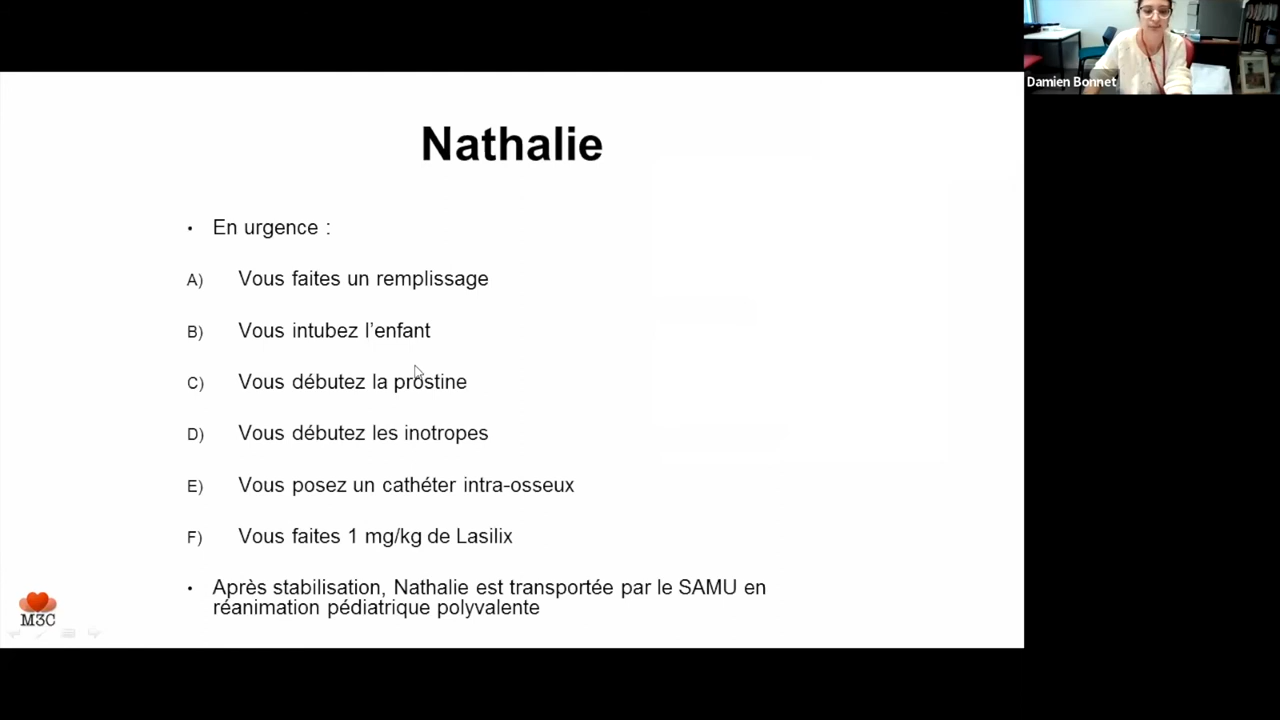 Damien Bonnet
Nathalie
• En urgence :
A) Vous faites un remplissage
B) Vous intubez l’enfant
C) Vous débutez la prostine
D) Vous débutez les inotropes
E) Vous posez un cathéter intra-osseux
F) Vous faites 1 mg/kg de Lasilix
• Après stabilisation, Nathalie est transportée par le SAMU en
réanimation pédiatrique polyvalente
M3C